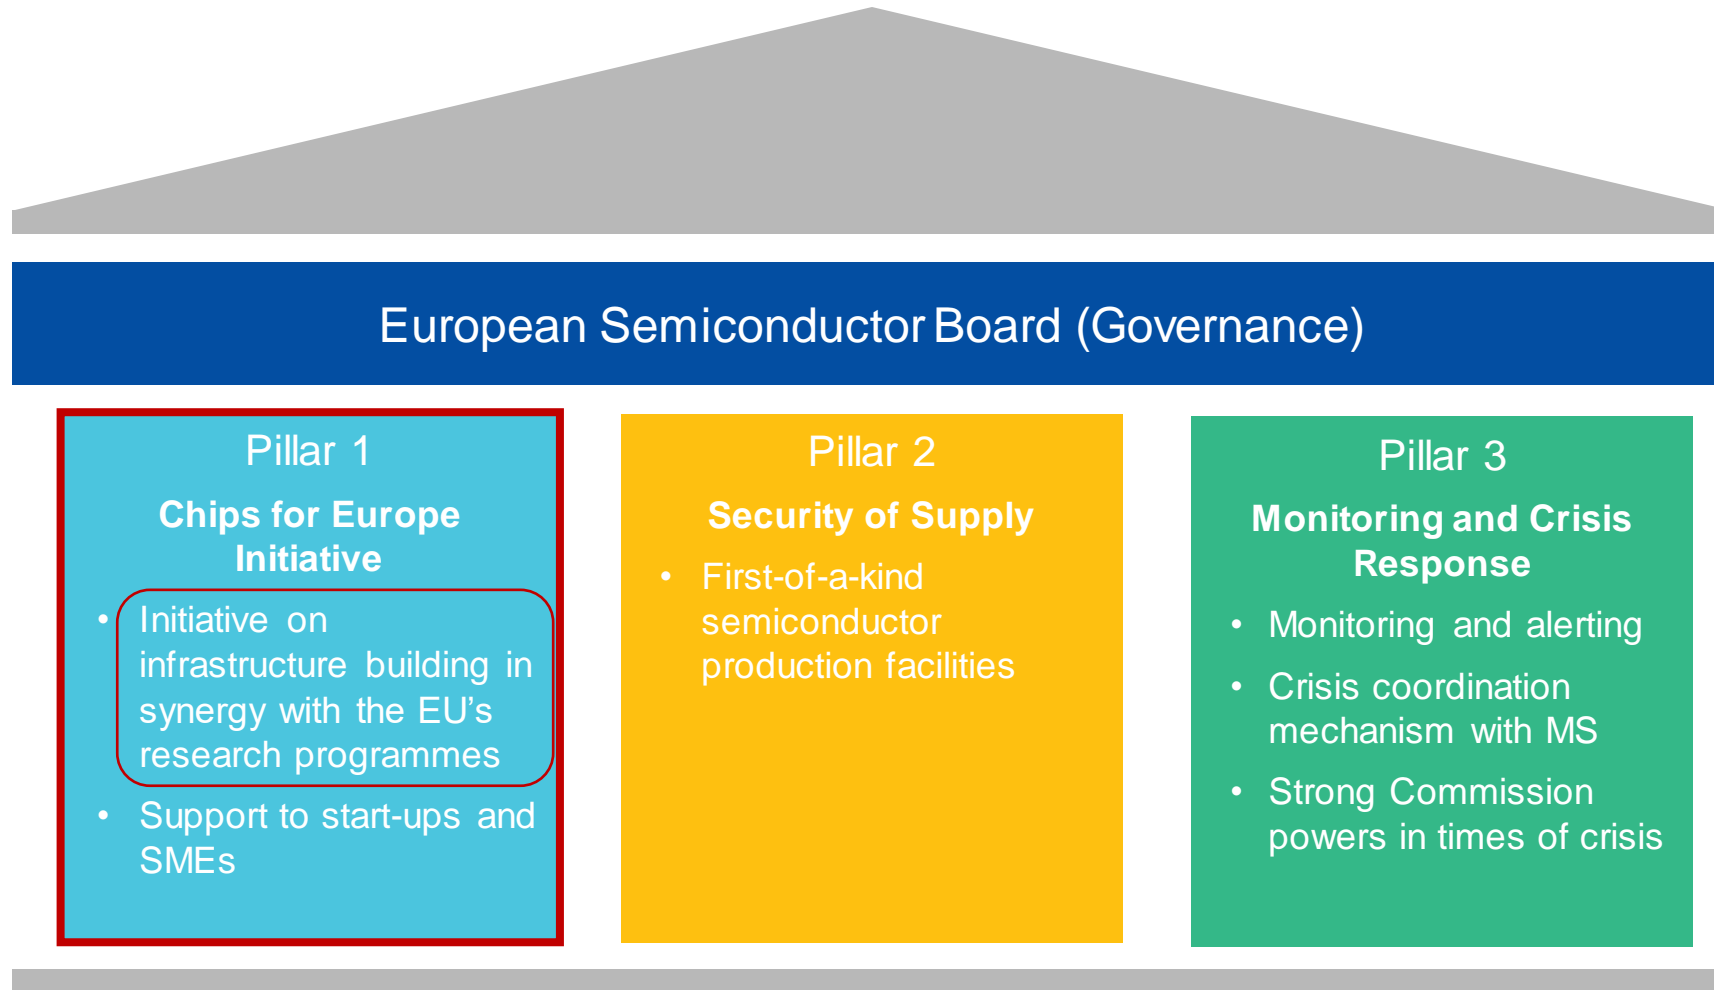 European Semiconductor Board (Governance)
Pillar 1
Chips for Europe
Initiative
• Initiative on
infrastructure building in
synergy with the EU’s
research programmes
• Support to start-ups and
SMEs
Pillar 2
Security of Supply
• First-of-a-kind
semiconductor
production facilities
Pillar 3
Monitoring and Crisis
Response
• Monitoring and alerting
• Crisis coordination
mechanism with MS
• Strong Commission
powers in times of crisis